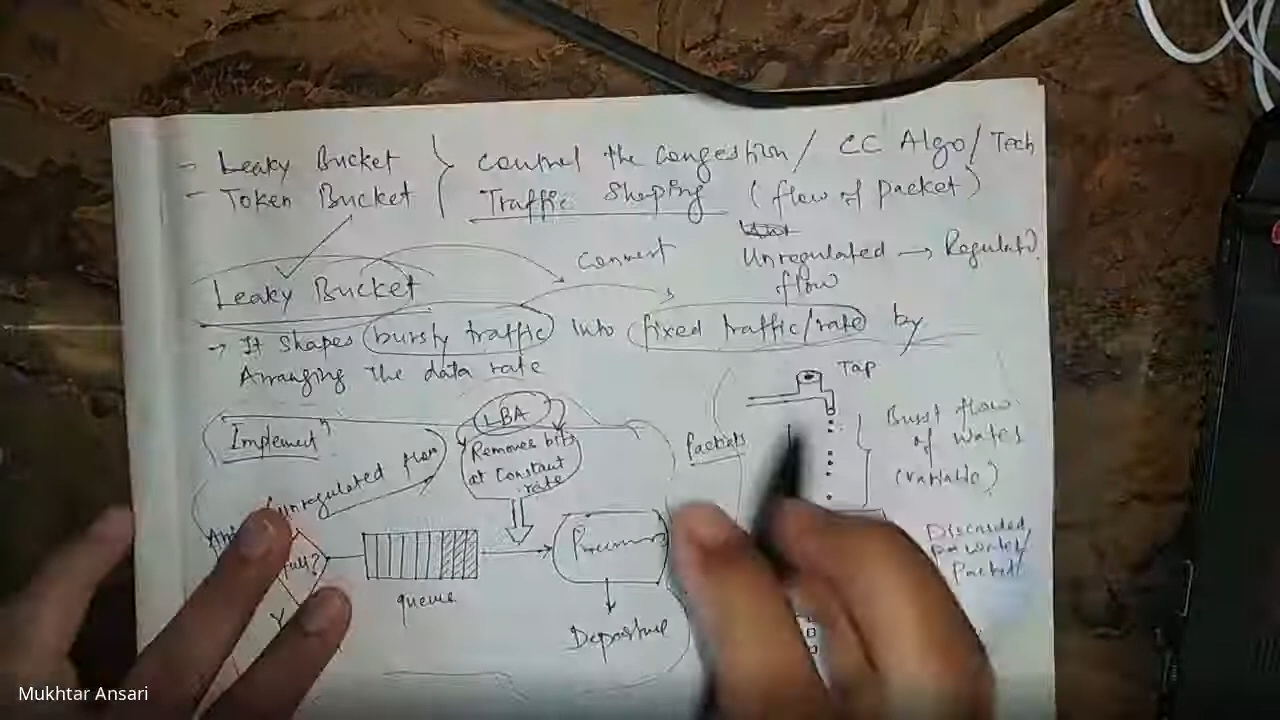 - Leaky Bucket
- Token Bucket
Control the Congestion / CC Algo / Tech
Traffic Shaping (flow of packet)
Unregulated → Regulated
flow
Convert
Leaky Bucket
→ It shapes bursty traffic into fixed traffic/rate by
Arranging the data rate
Tap
Implement
LBA
Removes bits
at Constant
rate
Unregulated flow
Packets
Burst flow
of water
(variable)
full?
Y
queue
Processor
Departure
Discarded
Packet
Mukhtar Ansari